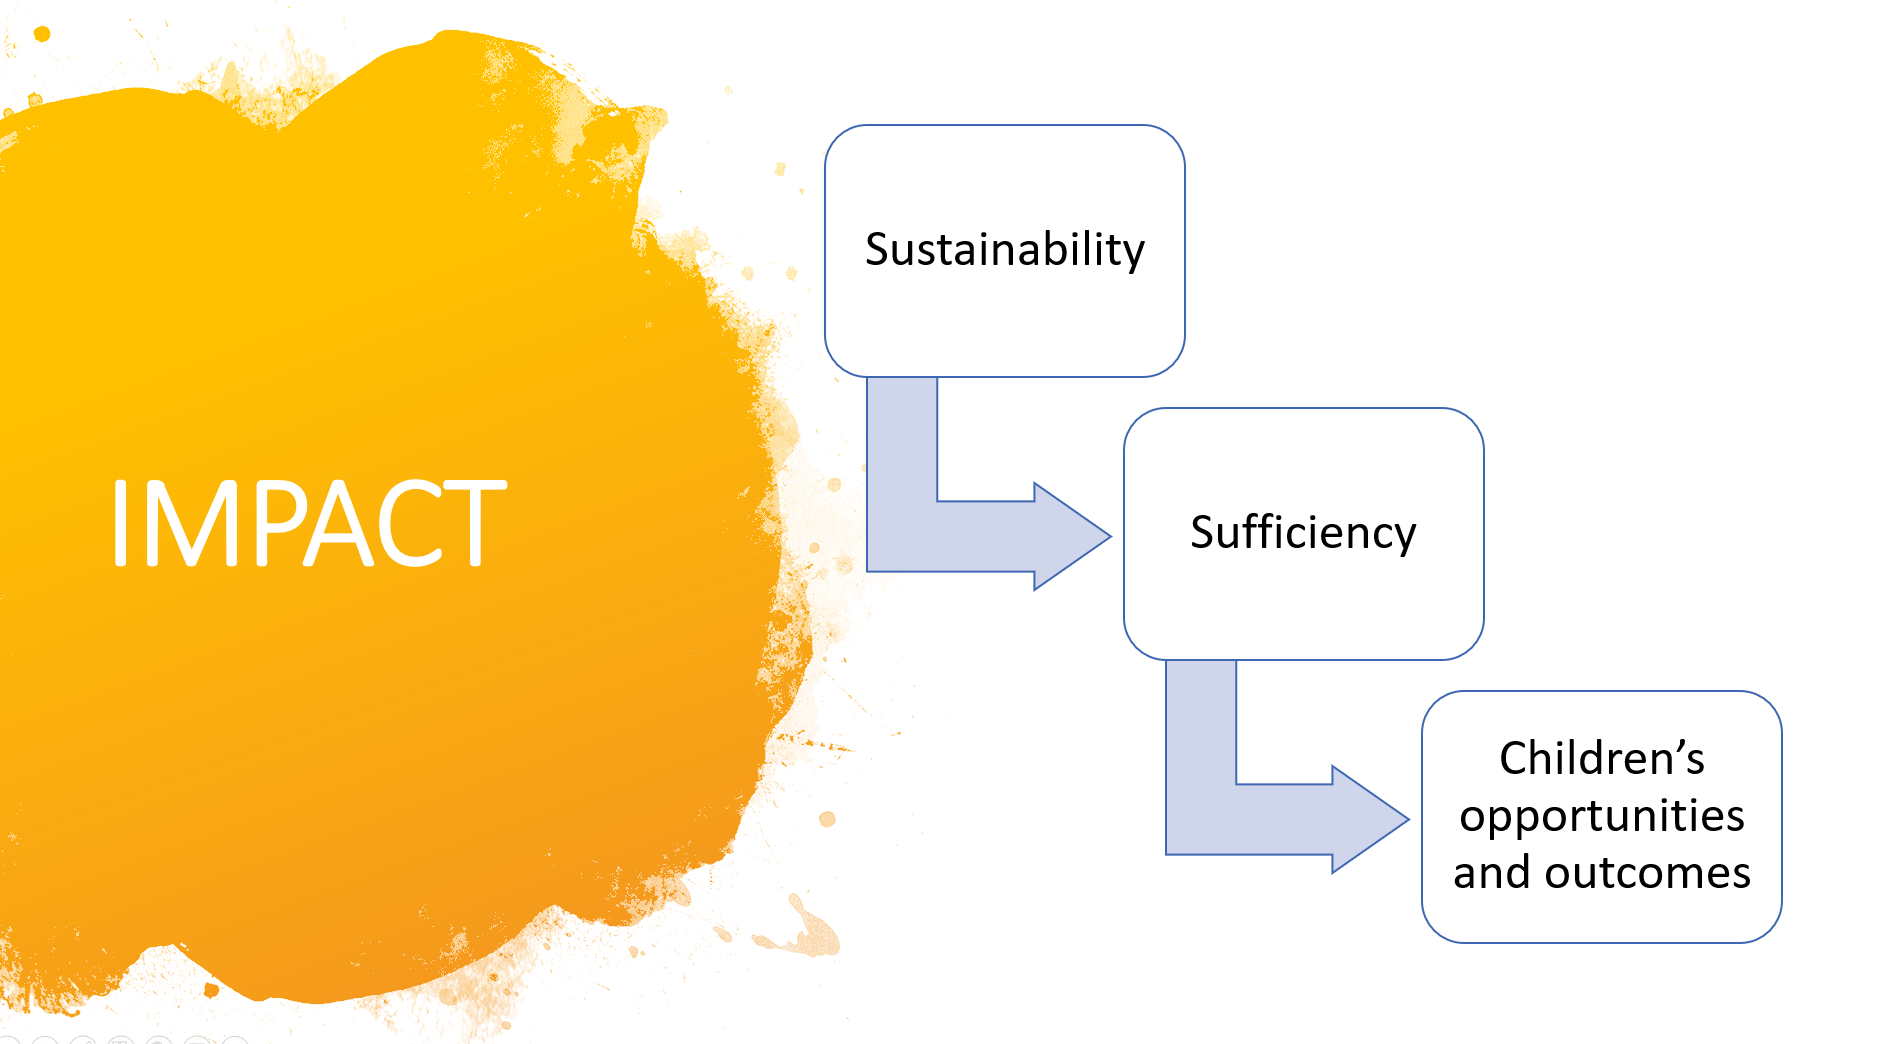 IMPACT
Sustainability
Sufficiency
Children’s
opportunities
and outcomes